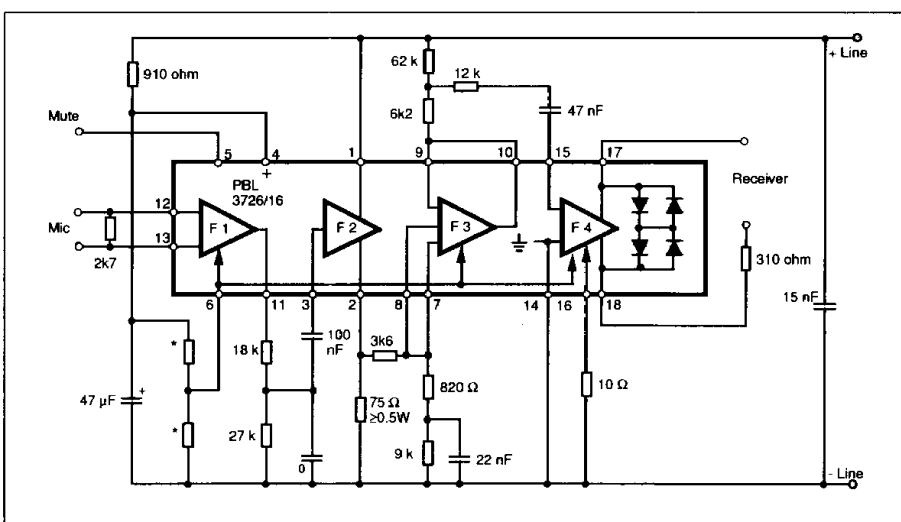 + Line
910 ohm
62 k
12 k
6k2
47 nF
Mute
5
4
+
1
9
10
15
17
PBL
3726/16
Receiver
12
Mic
13
2k7
F 1
F 2
F 3
F 4
310 ohm
15 nF
6
11
3
2
8
7
14
16
18
*
18 k
100
nF
3k6
820 Ω
10 Ω
47 µF
+
*
27 k
0
75 Ω
≥0.5W
9 k
22 nF
- Line